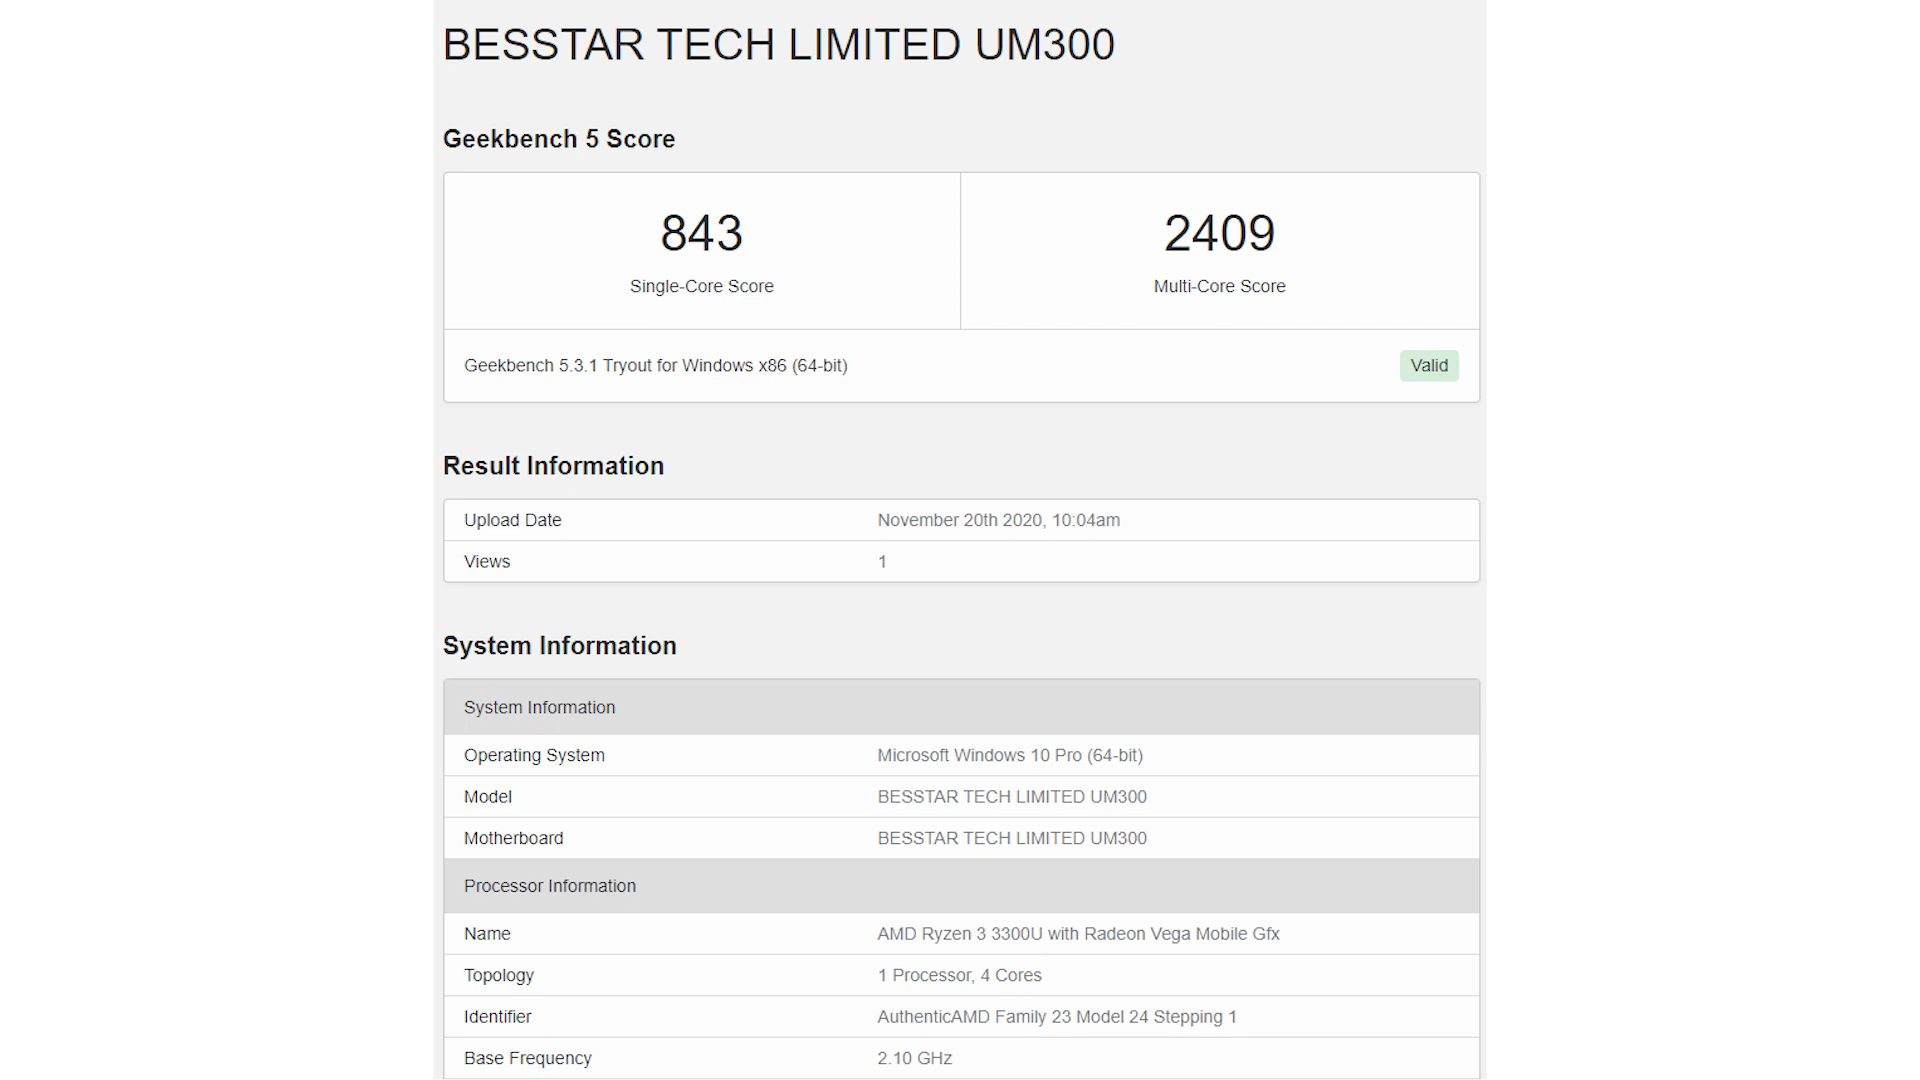 BESSTAR TECH LIMITED UM300
Geekbench 5 Score
843
2409
Single-Core Score
Multi-Core Score
Geekbench 5.3.1 Tryout for Windows x86 (64-bit)
Valid
Result Information
Upload Date November 20th 2020, 10:04am
Views 1
System Information
System Information
Operating System Microsoft Windows 10 Pro (64-bit)
Model BESSTAR TECH LIMITED UM300
Motherboard BESSTAR TECH LIMITED UM300
Processor Information
Name AMD Ryzen 3 3300U with Radeon Vega Mobile Gfx
Topology 1 Processor, 4 Cores
Identifier AuthenticAMD Family 23 Model 24 Stepping 1
Base Frequency 2.10 GHz